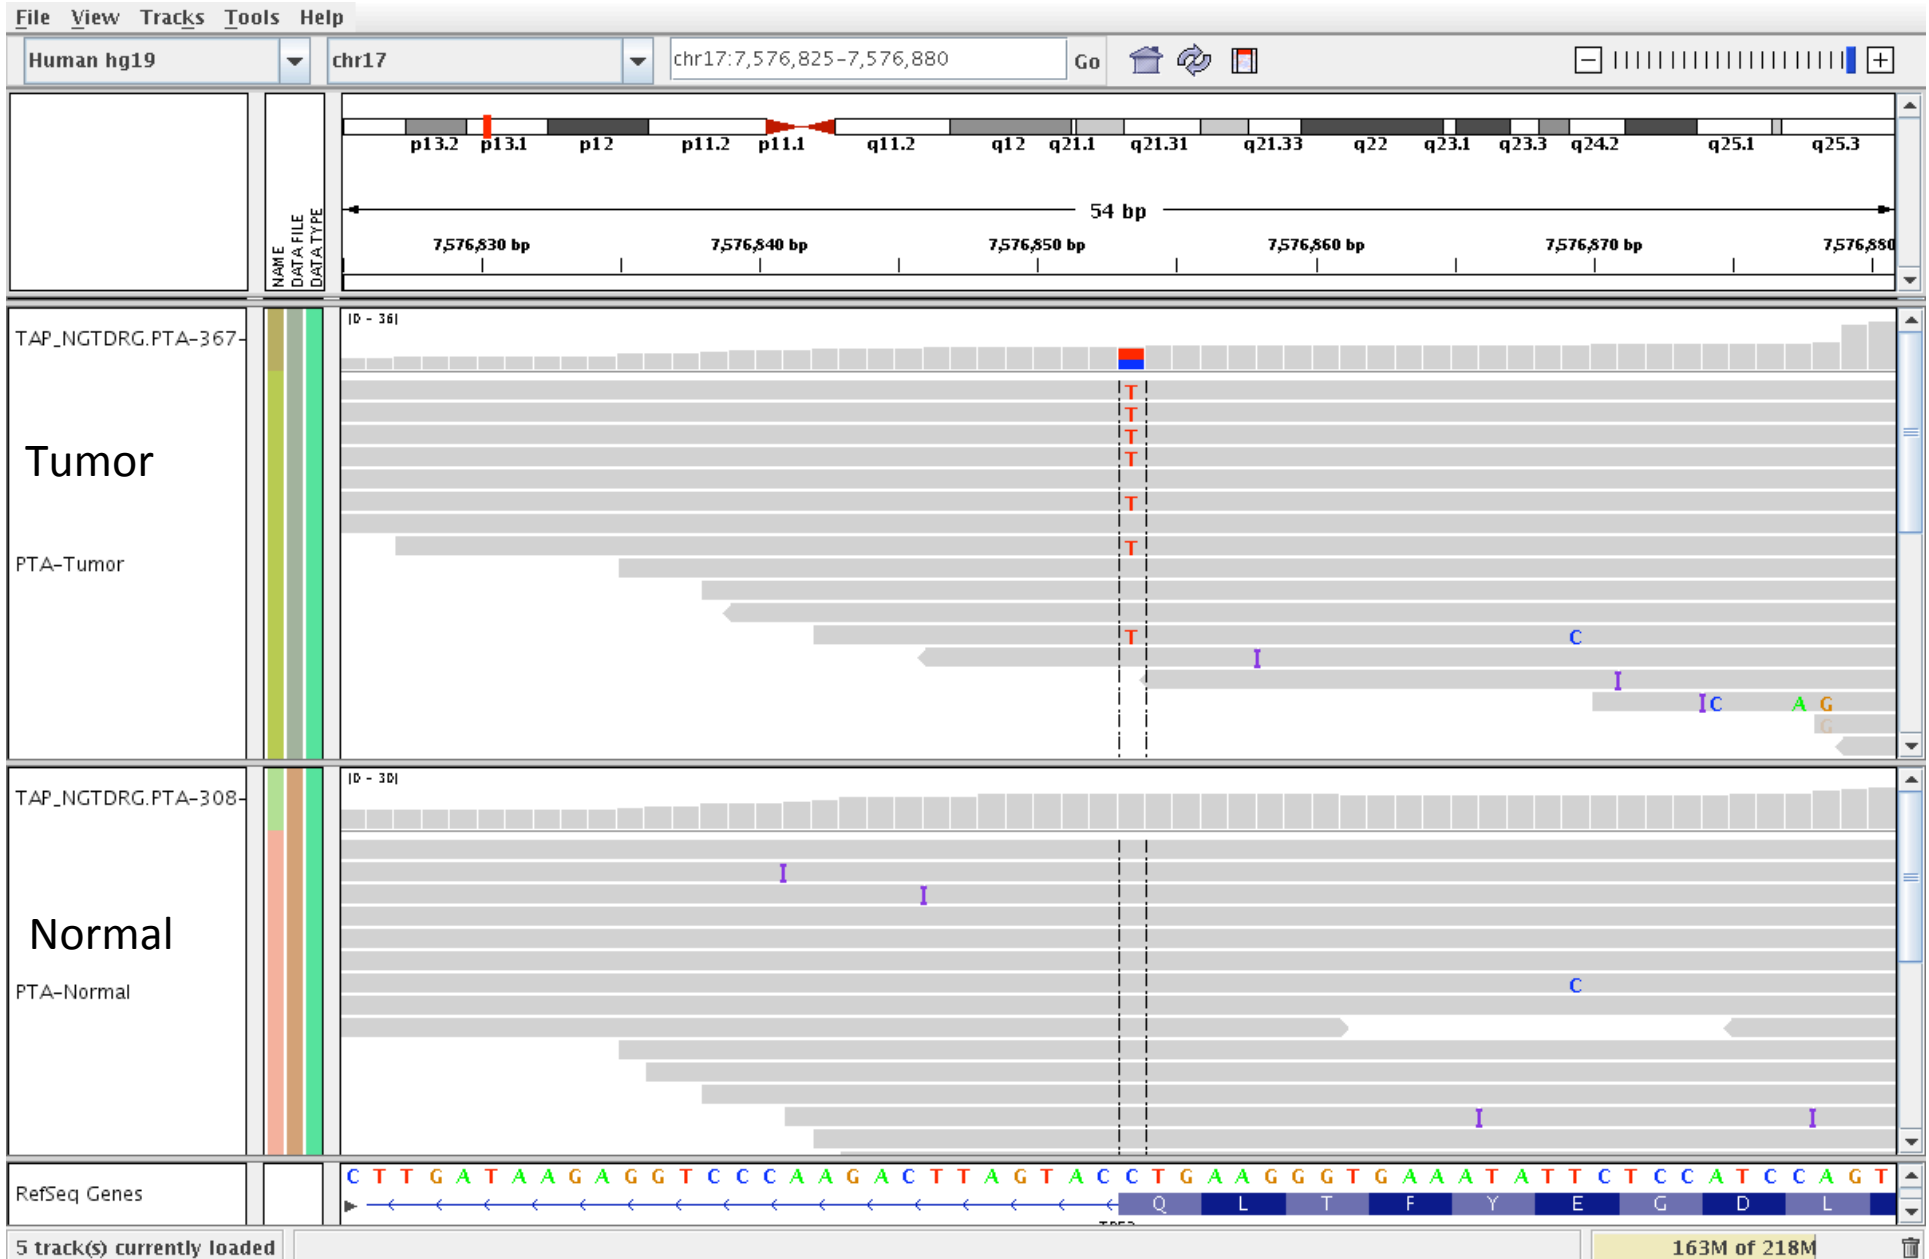 File View Tracks Tools Help
Human hg19 chr17 chr17:7,576,825-7,576,880 Go
p13.2 p13.1 p12 p11.2 p11.1 q11.2 q12 q21.1 q21.31 q21.33 q22 q23.1 q23.3 q24.2 q25.1 q25.3
54 bp
7,576,830 bp 7,576,840 bp 7,576,850 bp 7,576,860 bp 7,576,870 bp 7,576,880
NAME
DATA FILE
DATA TYPE
TAP_NGTDRG.PTA-367-
[0 - 36]
T
T
T
T
Tumor
T
T
PTA-Tumor
T C
I
I
I C A G
G
TAP_NGTDRG.PTA-308-
[0 - 30]
I
I
Normal
PTA-Normal
C
I I
RefSeq Genes
C T T G A T A A G A G G T C C C A A G A C T T A G T A C C T G A A G G G T G A A A T A T T C T C C A T C C A G T
Q L T F Y E G D L
5 track(s) currently loaded
163M of 218M